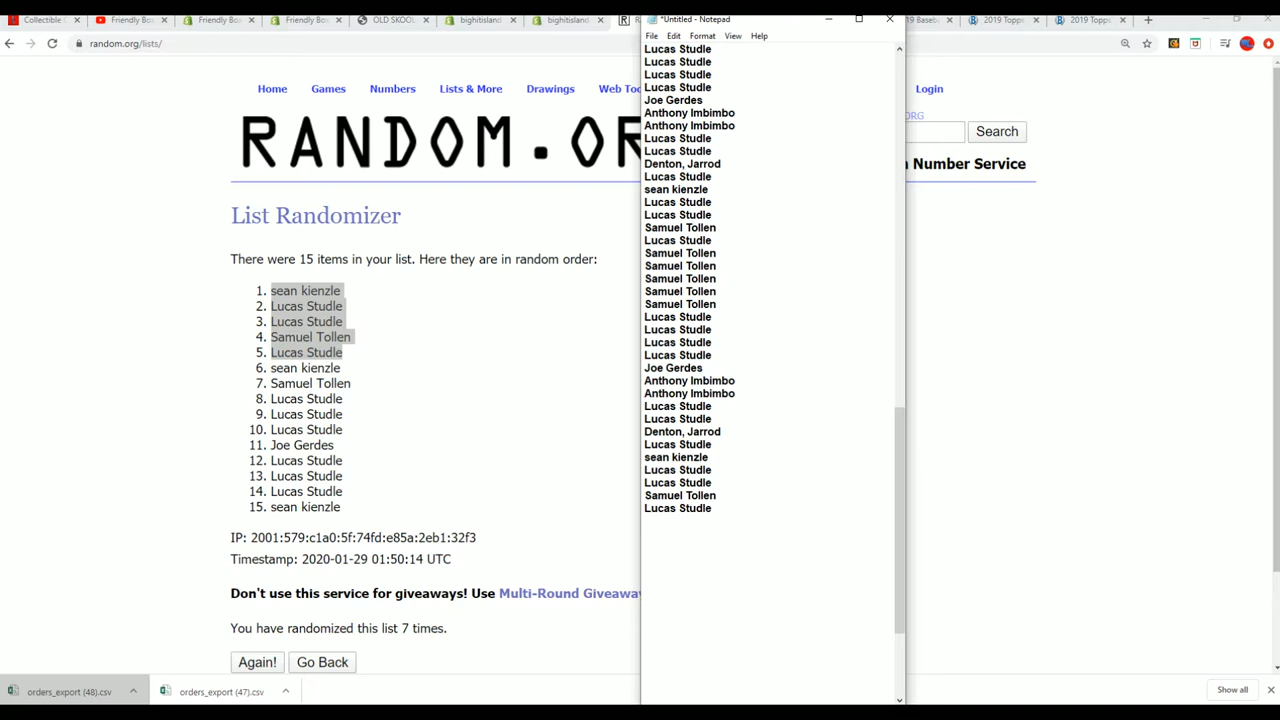 Collectible C
Friendly Bo
Friendly Bo
Friendly Bo
OLD SKOOL
bighitisland
bighitisland
R
*Untitled - Notepad
19 Baseb
2019 Topps
2019 Topps
random.org/lists/
File Edit Format View Help
Home Games Numbers Lists & More Drawings Web Too
Login
RANDOM.OR
ORG
Search
n Number Service
List Randomizer
There were 15 items in your list. Here they are in random order:
1. sean kienzle
2. Lucas Studle
3. Lucas Studle
4. Samuel Tollen
5. Lucas Studle
6. sean kienzle
7. Samuel Tollen
8. Lucas Studle
9. Lucas Studle
10. Lucas Studle
11. Joe Gerdes
12. Lucas Studle
13. Lucas Studle
14. Lucas Studle
15. sean kienzle
IP: 2001:579:c1a0:5f:74fd:e85a:2eb1:32f3
Timestamp: 2020-01-29 01:50:14 UTC
Don't use this service for giveaways! Use Multi-Round Giveaway
You have randomized this list 7 times.
Again! Go Back
Lucas Studle
Lucas Studle
Lucas Studle
Lucas Studle
Joe Gerdes
Anthony Imbimbo
Anthony Imbimbo
Lucas Studle
Lucas Studle
Denton, Jarrod
Lucas Studle
sean kienzle
Lucas Studle
Lucas Studle
Samuel Tollen
Lucas Studle
Samuel Tollen
Samuel Tollen
Samuel Tollen
Samuel Tollen
Samuel Tollen
Lucas Studle
Lucas Studle
Lucas Studle
Lucas Studle
Joe Gerdes
Anthony Imbimbo
Anthony Imbimbo
Lucas Studle
Lucas Studle
Denton, Jarrod
Lucas Studle
sean kienzle
Lucas Studle
Lucas Studle
Samuel Tollen
Lucas Studle
orders_export (48).csv
orders_export (47).csv
Show all